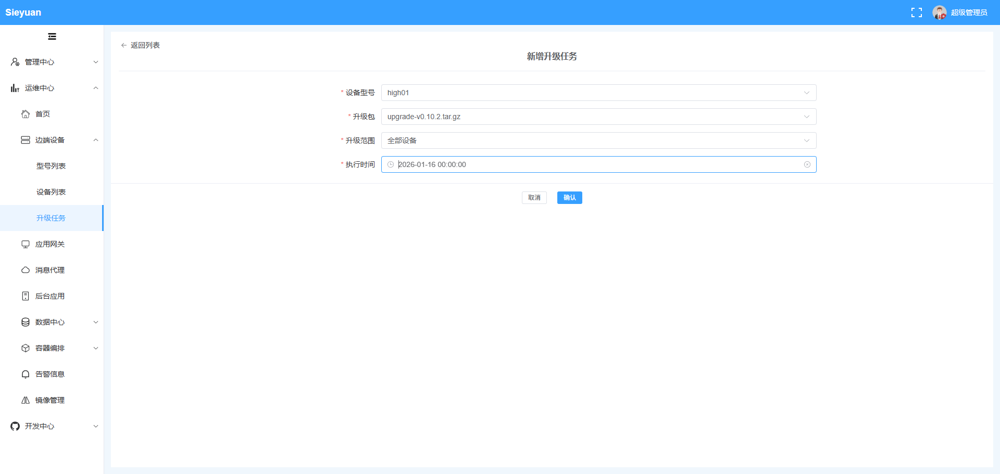 Sieyuan
超级管理员
管理中心
运维中心
首页
边端设备
型号列表
设备列表
升级任务
应用网关
消息代理
后台应用
数据中心
容器编排
告警信息
镜像管理
开发中心
返回列表
新增升级任务
* 设备型号 high01
* 升级包 upgrade-v0.10.2.tar.gz
* 升级范围 全部设备
* 执行时间 2026-01-16 00:00:00
取消 确认